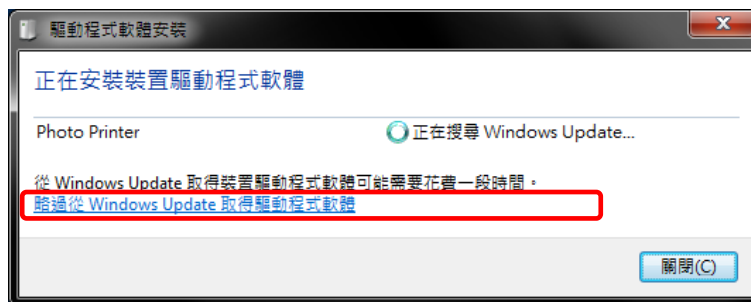 驅動程式軟體安裝
正在安裝裝置驅動程式軟體
Photo Printer 正在搜尋 Windows Update...
從 Windows Update 取得裝置驅動程式軟體可能需要花費一段時間。
略過從 Windows Update 取得驅動程式軟體
關閉(C)